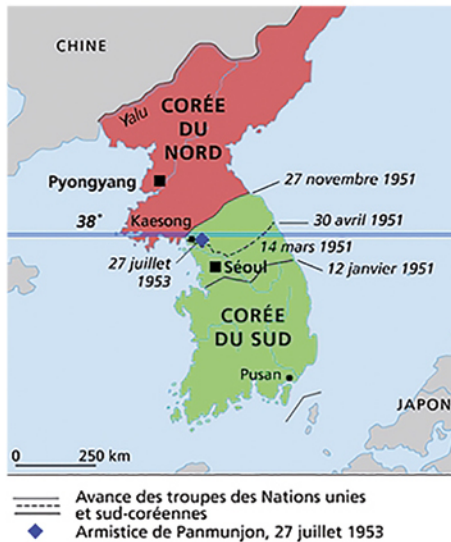 CHINE
Yalu
CORÉE
DU
NORD
Pyongyang
27 novembre 1951
38°
Kaesong
30 avril 1951
27 juillet
1953
14 mars 1951
Séoul
12 janvier 1951
CORÉE
DU SUD
Pusan
JAPON
0 250 km
Avance des troupes des Nations unies
et sud-coréennes
Armistice de Panmunjon, 27 juillet 1953